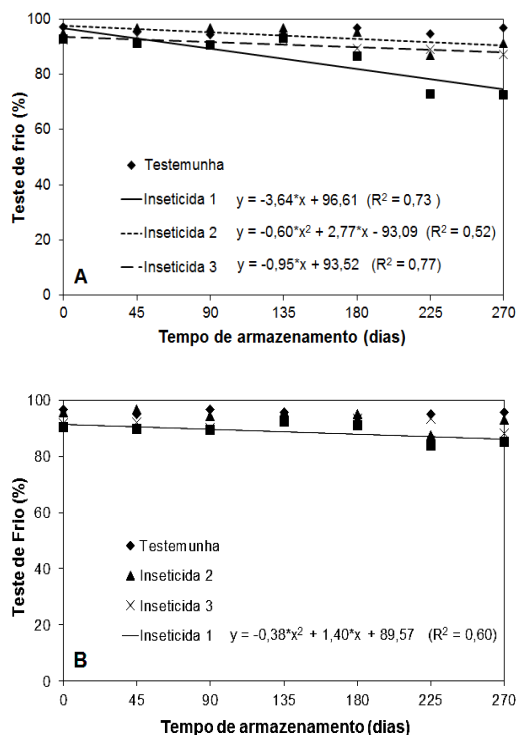 Teste de frio (%)
100
80
60
40
20
0
Testemunha
Inseticida 1 y = -3,64*x + 96,61 (R² = 0,73 )
Inseticida 2 y = -0,60*x² + 2,77*x - 93,09 (R² = 0,52)
Inseticida 3 y = -0,95*x + 93,52 (R² = 0,77)
A
0 45 90 135 180 225 270
Tempo de armazenamento (dias)
Teste de Frio (%)
100
80
60
40
20
0
Testemunha
Inseticida 2
Inseticida 3
Inseticida 1 y = -0,38*x² + 1,40*x + 89,57 (R² = 0,60)
B
0 45 90 135 180 225 270
Tempo de armazenamento (dias)